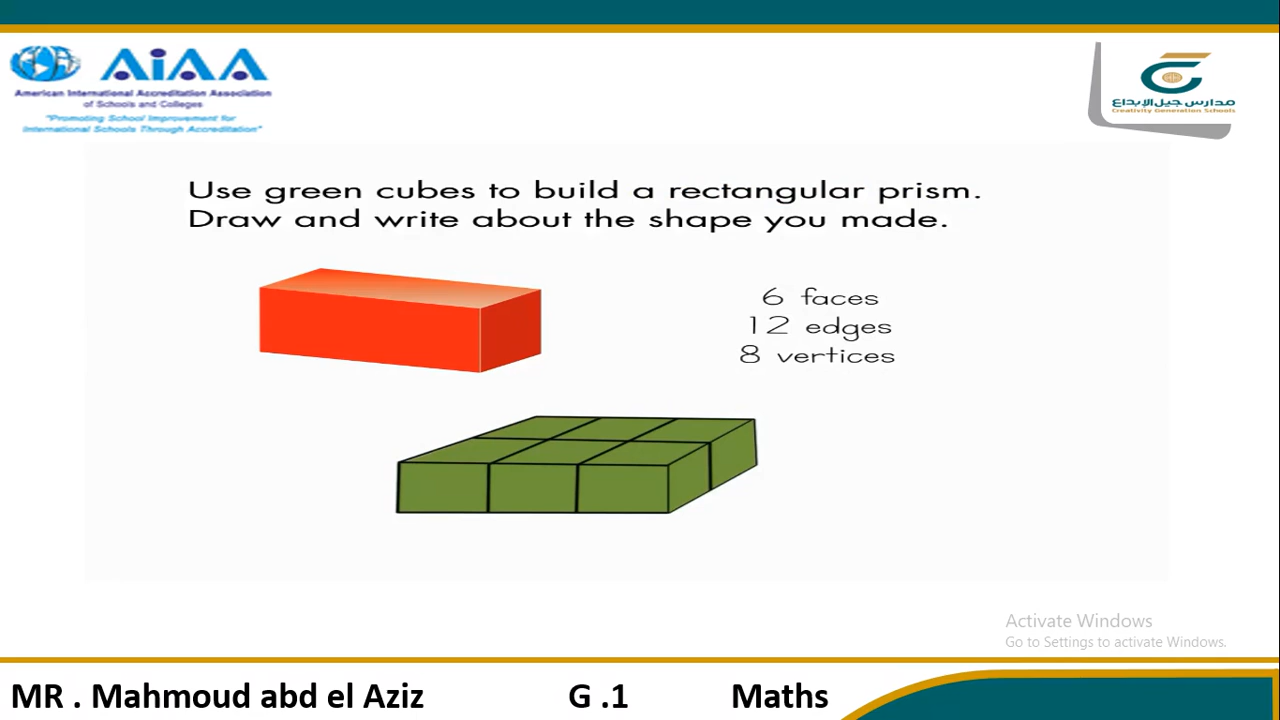 AiAA
American International Accreditation Association
of Schools and Colleges
"Promoting School Improvement for
International Schools Through Accreditation"
مدارس جيل الإبداع
Creativity Generation Schools
Use green cubes to build a rectangular prism.
Draw and write about the shape you made.
6 faces
12 edges
8 vertices
Activate Windows
Go to Settings to activate Windows.
MR . Mahmoud abd el Aziz G .1 Maths